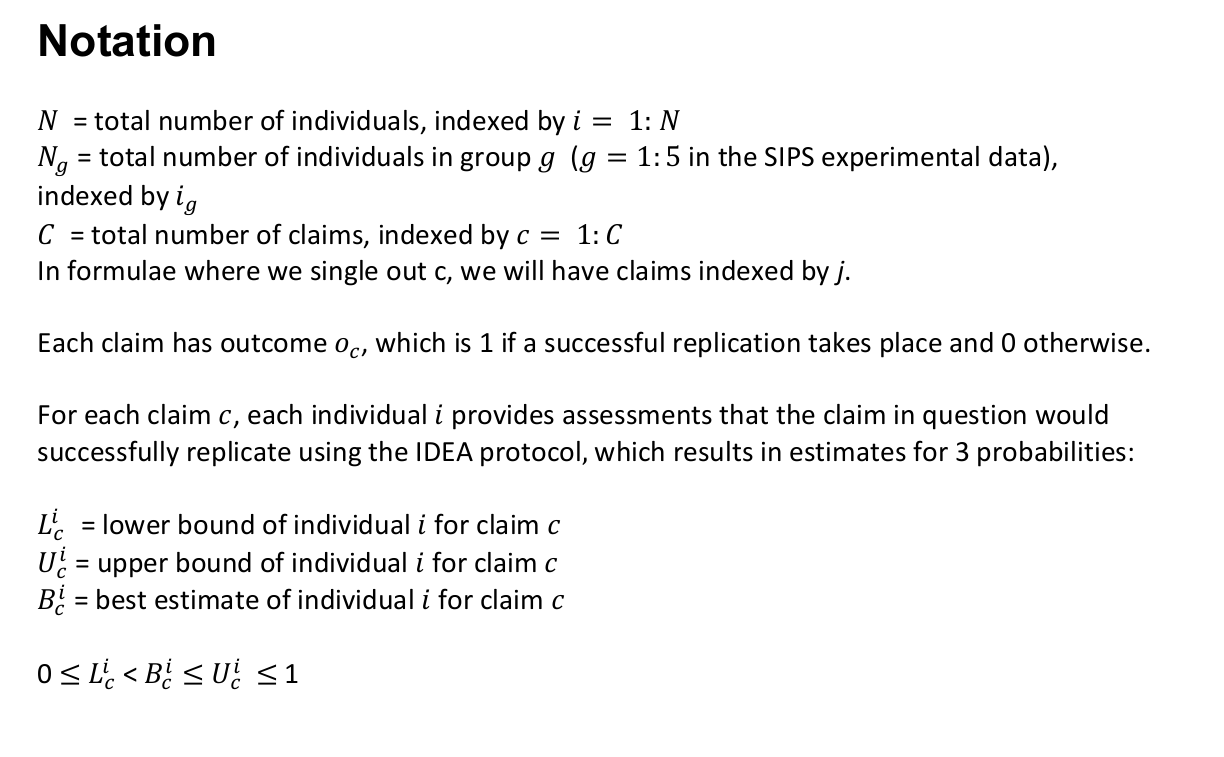 Notation
N = total number of individuals, indexed by i = 1: N
N_g = total number of individuals in group g (g = 1: 5 in the SIPS experimental data),
indexed by i_g
C = total number of claims, indexed by c = 1: C
In formulae where we single out c, we will have claims indexed by j.
Each claim has outcome o_c, which is 1 if a successful replication takes place and 0 otherwise.
For each claim c, each individual i provides assessments that the claim in question would
successfully replicate using the IDEA protocol, which results in estimates for 3 probabilities:
L_c^i = lower bound of individual i for claim c
U_c^i = upper bound of individual i for claim c
B_c^i = best estimate of individual i for claim c
0 ≤ L_c^i < B_c^i ≤ U_c^i ≤ 1